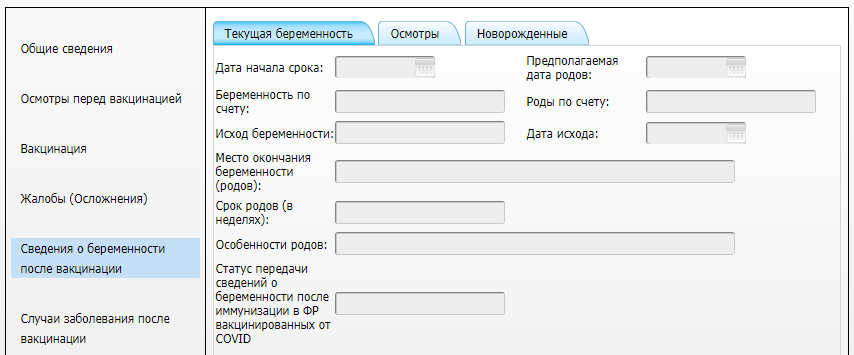 Общие сведения
Осмотры перед вакцинацией
Вакцинация
Жалобы (Осложнения)
Сведения о беременности
после вакцинации
Случаи заболевания после
вакцинации
Текущая беременность
Осмотры
Новорожденные
Дата начала срока:
Предполагаемая
дата родов:
Беременность по
счету:
Роды по счету:
Исход беременности:
Дата исхода:
Место окончания
беременности
(родов):
Срок родов (в
неделях):
Особенности родов:
Статус передачи
сведений о
беременности после
иммунизации в ФР
вакцинированных от
COVID